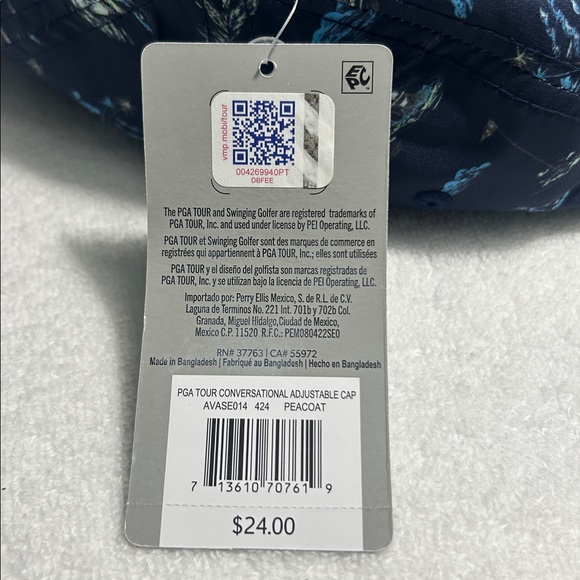 EPC
vmp.mobi/tour
004269940PT
DBFEE
The PGA TOUR and Swinging Golfer are registered trademarks of
PGA TOUR, Inc. and used under license by PEI Operating, LLC.
PGA TOUR et Swinging Golfer sont des marques de commerce en
registrées qui appartiennent à PGA TOUR, Inc.; elles sont utilisées
PGA TOUR y el diseño del golfista son marcas registradas de
PGA TOUR, Inc. y se utilizan bajo la licencia de PEI Operating, LLC.
Importado por: Perry Ellis Mexico, S. de R.L. de C.V.
Laguna de Terminos No. 221 Int. 701b y 702b Col.
Granada, Miguel Hidalgo,Ciudad de Mexico,
Mexico C.P. 11520 R.F.C.: PEM080422SE0
RN# 37763 | CA# 55972
Made in Bangladesh | Fabriqué au Bangladesh | Hecho en Bangladesh
PGA TOUR CONVERSATIONAL ADJUSTABLE CAP
AVASE014 424 PEACOAT
7 13610 70761 9
$24.00